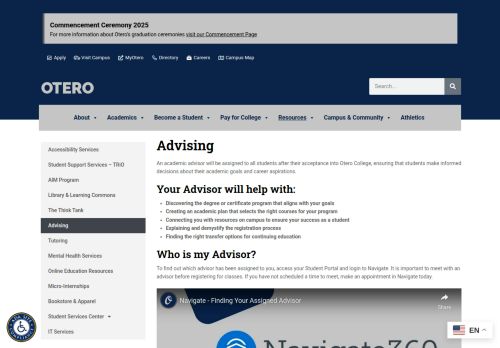 Commencement Ceremony 2025
For more information about Otero's graduation ceremonies visit our Commencement Page
Apply Visit Campus MyOtero Directory Careers Campus Map
OTERO
Search...
About Academics Become a Student Pay for College Resources Campus & Community Athletics
Accessibility Services
Student Support Services – TRiO
AIM Program
Library & Learning Commons
The Think Tank
Advising
Tutoring
Mental Health Services
Online Education Resources
Micro-Internships
Bookstore & Apparel
Student Services Center
IT Services
Advising
An academic advisor will be assigned to all students after their acceptance into Otero College, ensuring that students make informed
decisions about their academic goals and career aspirations.
Your Advisor will help with:
Discovering the degree or certificate program that aligns with your goals
Creating an academic plan that selects the right courses for your program
Connecting you with resources on campus to ensure your success as a student
Explaining and demystify the registration process
Finding the right transfer options for continuing education
Who is my Advisor?
To find out which advisor has been assigned to you, access your Student Portal and login to Navigate. It is important to meet with an
advisor before registering for classes. If you have not scheduled a time to meet, make an appointment in Navigate today.
Navigate - Finding Your Assigned Advisor
Share
Navigate360
EN